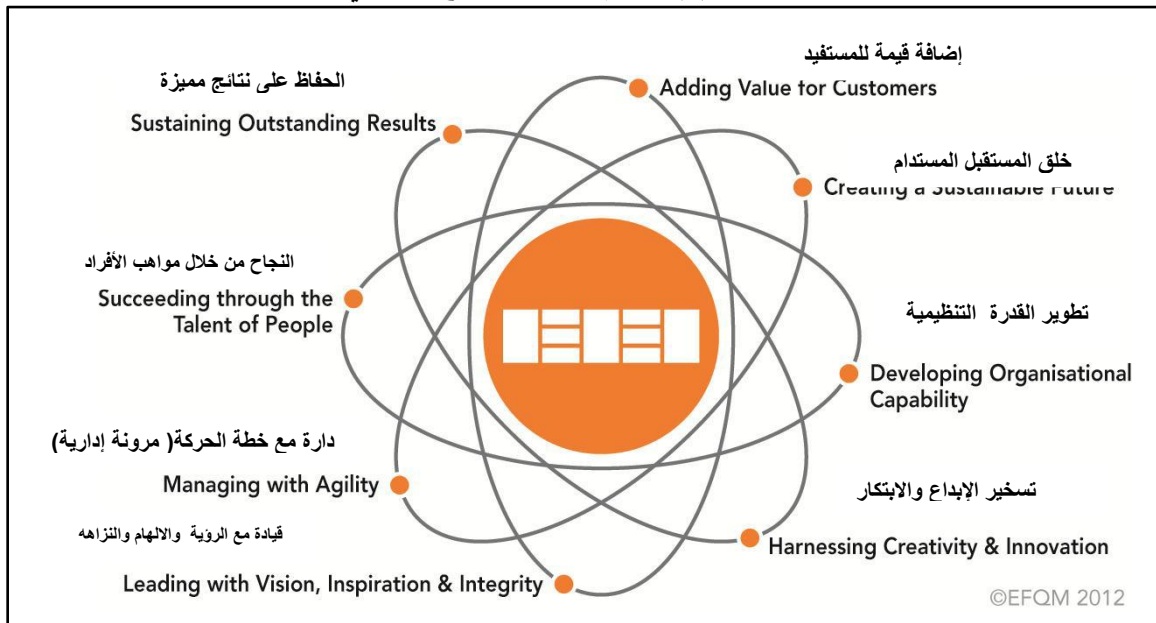 إضافة قيمة للمستفيد
Adding Value for Customers
الحفاظ على نتائج مميزة
Sustaining Outstanding Results
خلق المستقبل المستدام
Creating a Sustainable Future
النجاح من خلال مواهب الأفراد
Succeeding through the
Talent of People
تطوير القدرة التنظيمية
Developing Organisational
Capability
دارة مع خطة الحركة( مرونة إدارية)
Managing with Agility
تسخير الإبداع والابتكار
Harnessing Creativity & Innovation
قيادة مع الرؤية والالهام والنزاهه
Leading with Vision, Inspiration & Integrity
©EFQM 2012